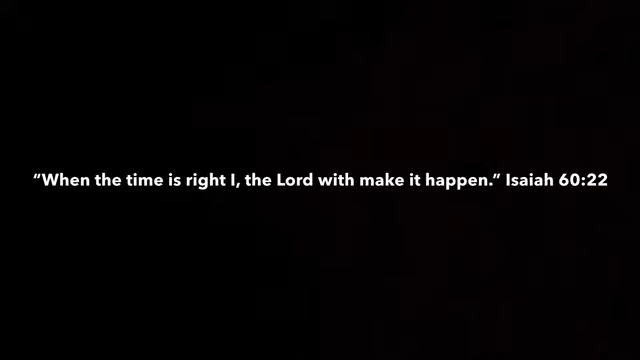 “When the time is right I, the Lord with make it happen.” Isaiah 60:22